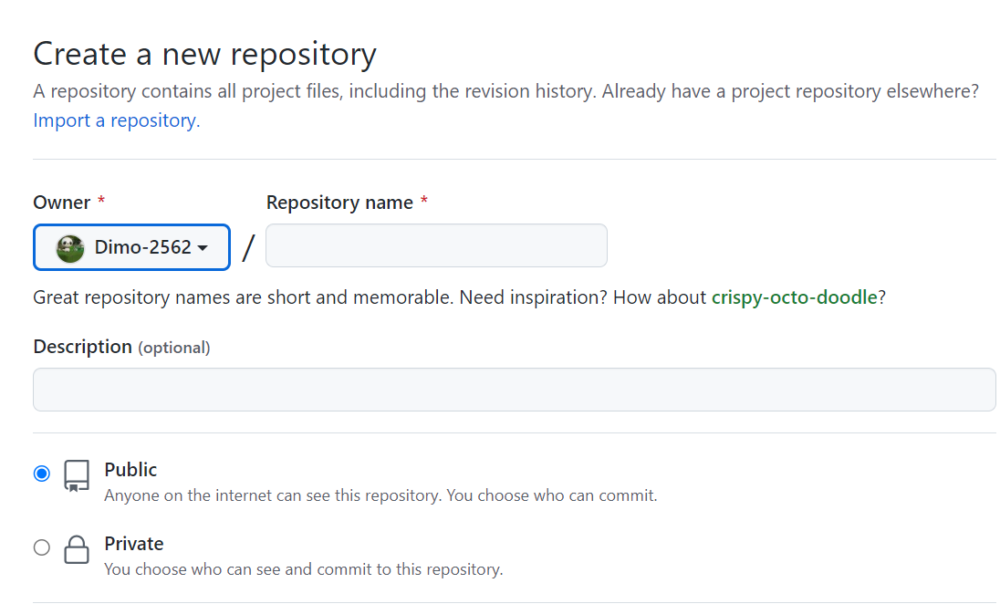 Create a new repository
A repository contains all project files, including the revision history. Already have a project repository elsewhere?
Import a repository.
Owner * Repository name *
Dimo-2562 /
Great repository names are short and memorable. Need inspiration? How about crispy-octo-doodle?
Description (optional)
Public
Anyone on the internet can see this repository. You choose who can commit.
Private
You choose who can see and commit to this repository.